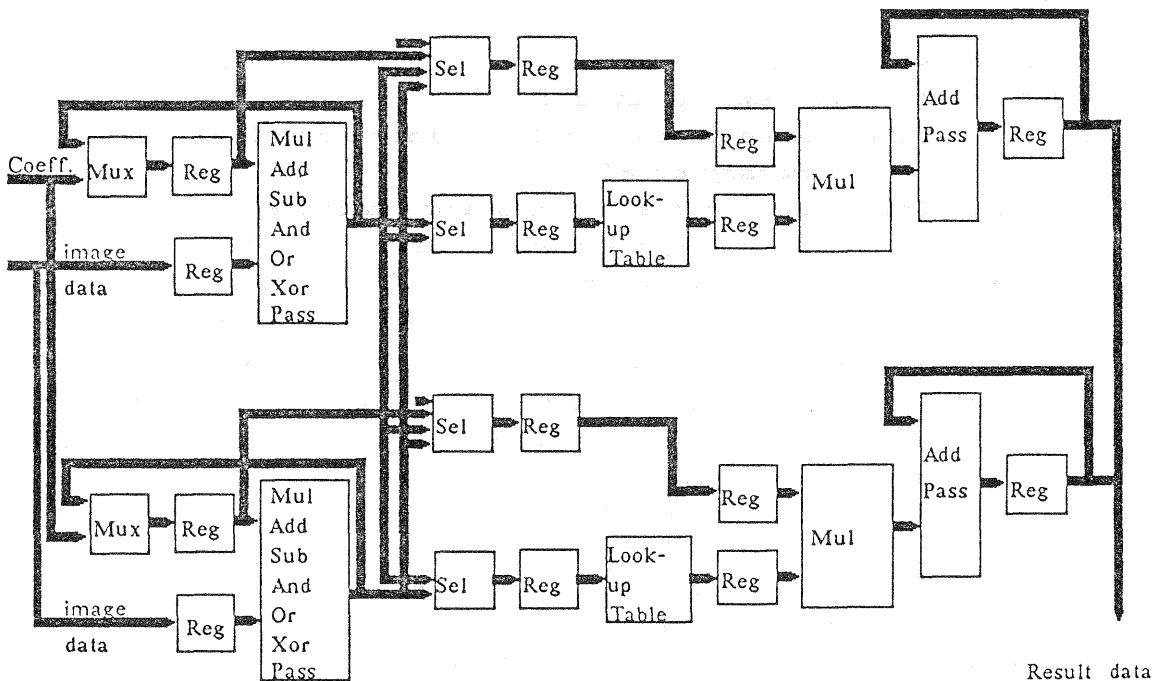 Sel
Reg
Add
Pass
Reg
Reg
Coeff.
Mux
Reg
Mul
Add
Sub
And
Or
Xor
Pass
Mul
Sel
Reg
Look-
up
Table
Reg
image
data
Reg
Sel
Reg
Add
Pass
Reg
Reg
Mux
Reg
Mul
Add
Sub
And
Or
Xor
Pass
Mul
Sel
Reg
Look-
up
Table
Reg
image
data
Reg
Result data